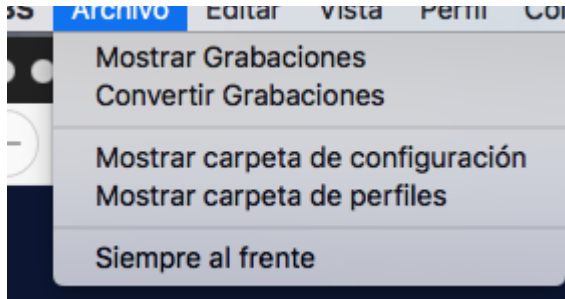 Archivo Editar Vista Perfil
Mostrar Grabaciones
Convertir Grabaciones
Mostrar carpeta de configuración
Mostrar carpeta de perfiles
Siempre al frente